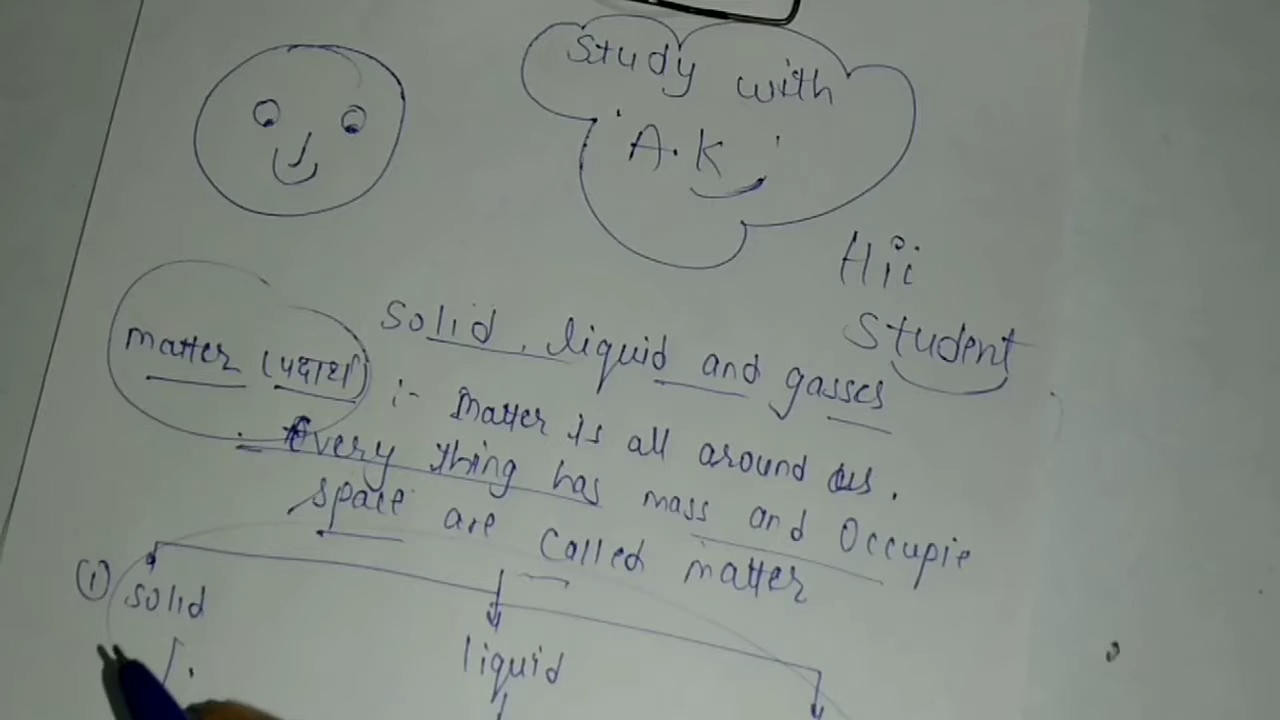 Study with
'A.K'
Hii
Student
Solid, liquid and gasses
Matter (पदार्थ) :- Matter is all around us.
Every thing has mass and Occupie
space are called matter
① Solid
liquid